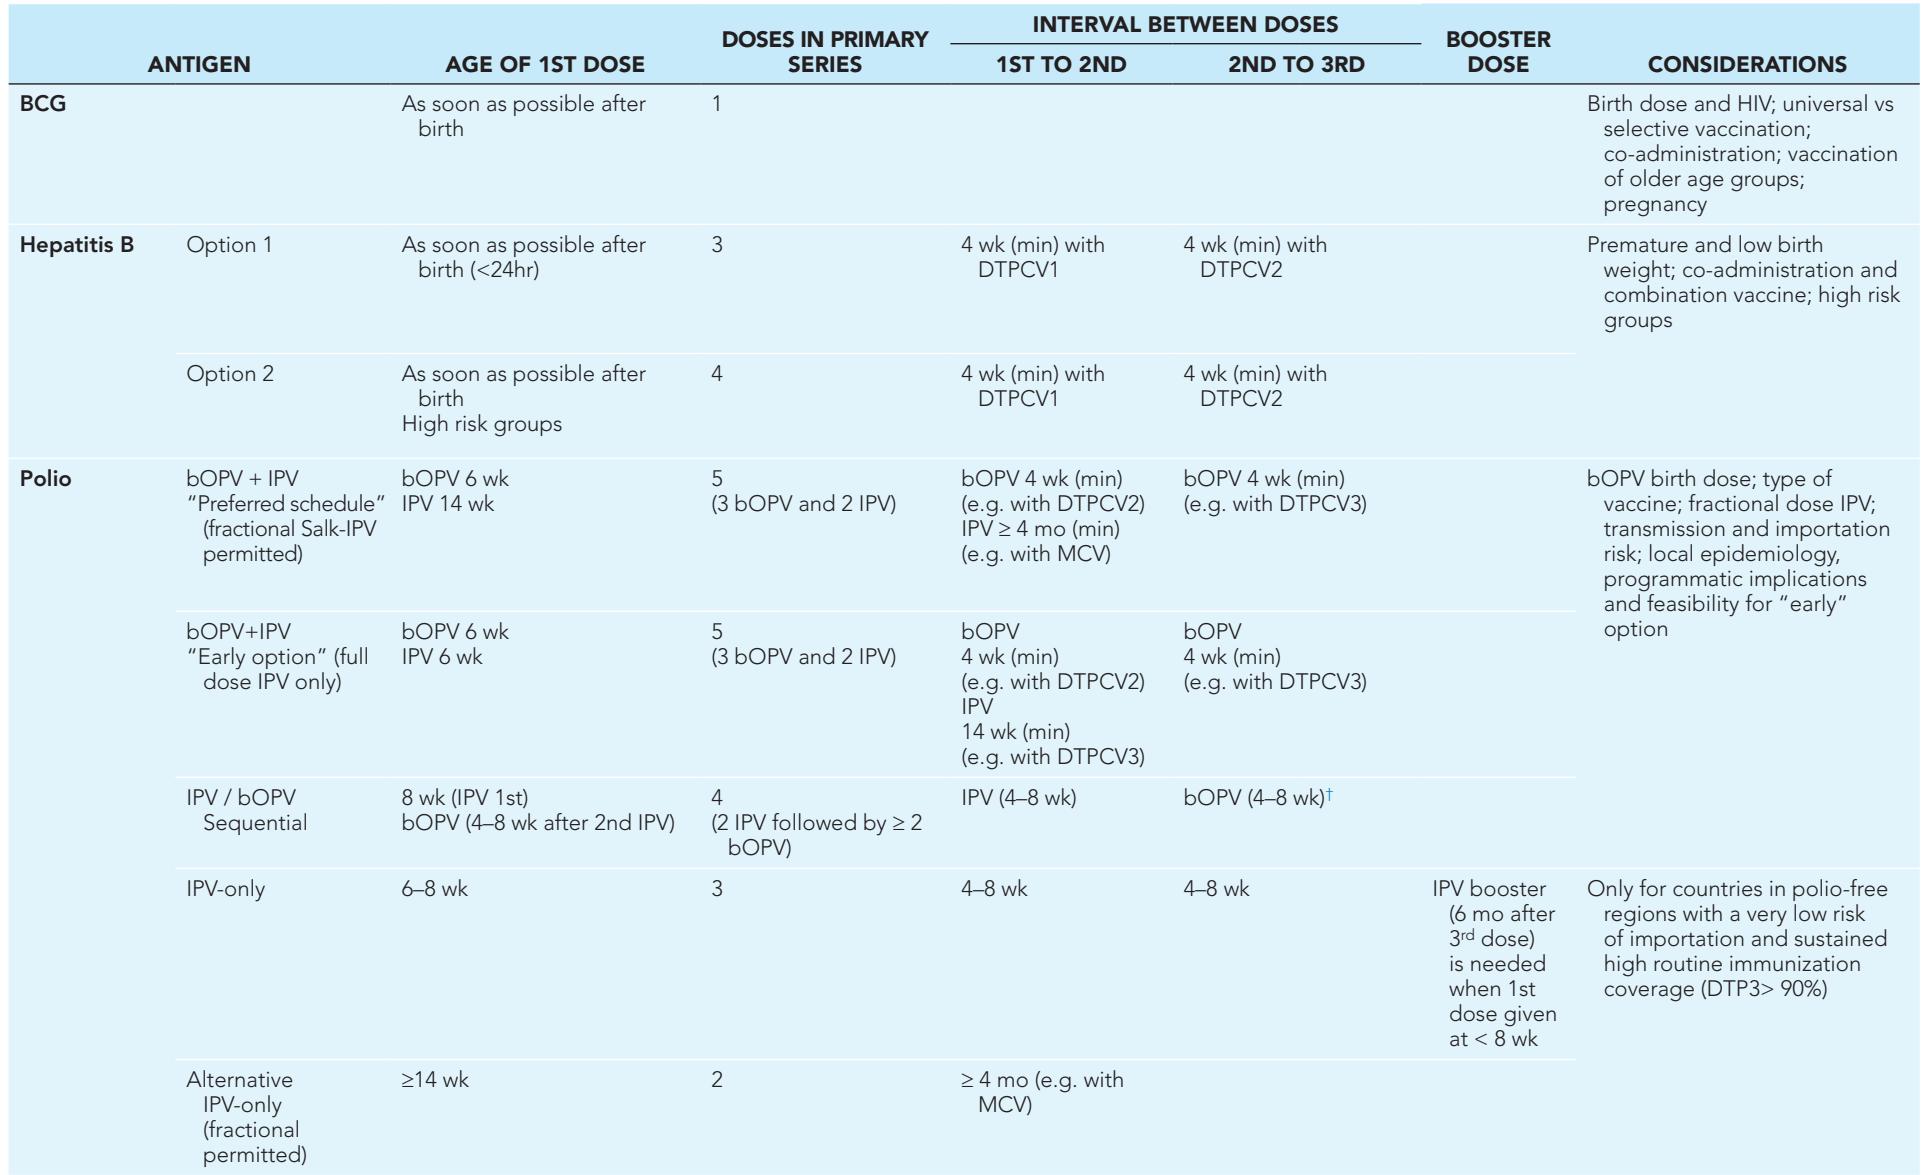 ANTIGEN
AGE OF 1ST DOSE
DOSES IN PRIMARY
SERIES
INTERVAL BETWEEN DOSES
1ST TO 2ND
2ND TO 3RD
BOOSTER
DOSE
CONSIDERATIONS
BCG
As soon as possible after
birth
1
Birth dose and HIV; universal vs
selective vaccination;
co-administration; vaccination
of older age groups;
pregnancy
Hepatitis B
Option 1
As soon as possible after
birth (<24hr)
3
4 wk (min) with
DTPCV1
4 wk (min) with
DTPCV2
Premature and low birth
weight; co-administration and
combination vaccine; high risk
groups
Option 2
As soon as possible after
birth
High risk groups
4
4 wk (min) with
DTPCV1
4 wk (min) with
DTPCV2
Polio
bOPV + IPV
“Preferred schedule”
(fractional Salk-IPV
permitted)
bOPV 6 wk
IPV 14 wk
5
(3 bOPV and 2 IPV)
bOPV 4 wk (min)
(e.g. with DTPCV2)
IPV ≥ 4 mo (min)
(e.g. with MCV)
bOPV 4 wk (min)
(e.g. with DTPCV3)
bOPV birth dose; type of
vaccine; fractional dose IPV;
transmission and importation
risk; local epidemiology,
programmatic implications
and feasibility for “early”
option
bOPV+IPV
“Early option” (full
dose IPV only)
bOPV 6 wk
IPV 6 wk
5
(3 bOPV and 2 IPV)
bOPV
4 wk (min)
(e.g. with DTPCV2)
IPV
14 wk (min)
(e.g. with DTPCV3)
bOPV
4 wk (min)
(e.g. with DTPCV3)
IPV / bOPV
Sequential
8 wk (IPV 1st)
bOPV (4–8 wk after 2nd IPV)
4
(2 IPV followed by ≥ 2
bOPV)
IPV (4–8 wk)
bOPV (4–8 wk)†
IPV-only
6–8 wk
3
4–8 wk
4–8 wk
IPV booster
(6 mo after
3rd dose)
is needed
when 1st
dose given
at < 8 wk
Only for countries in polio-free
regions with a very low risk
of importation and sustained
high routine immunization
coverage (DTP3> 90%)
Alternative
IPV-only
(fractional
permitted)
≥14 wk
2
≥ 4 mo (e.g. with
MCV)